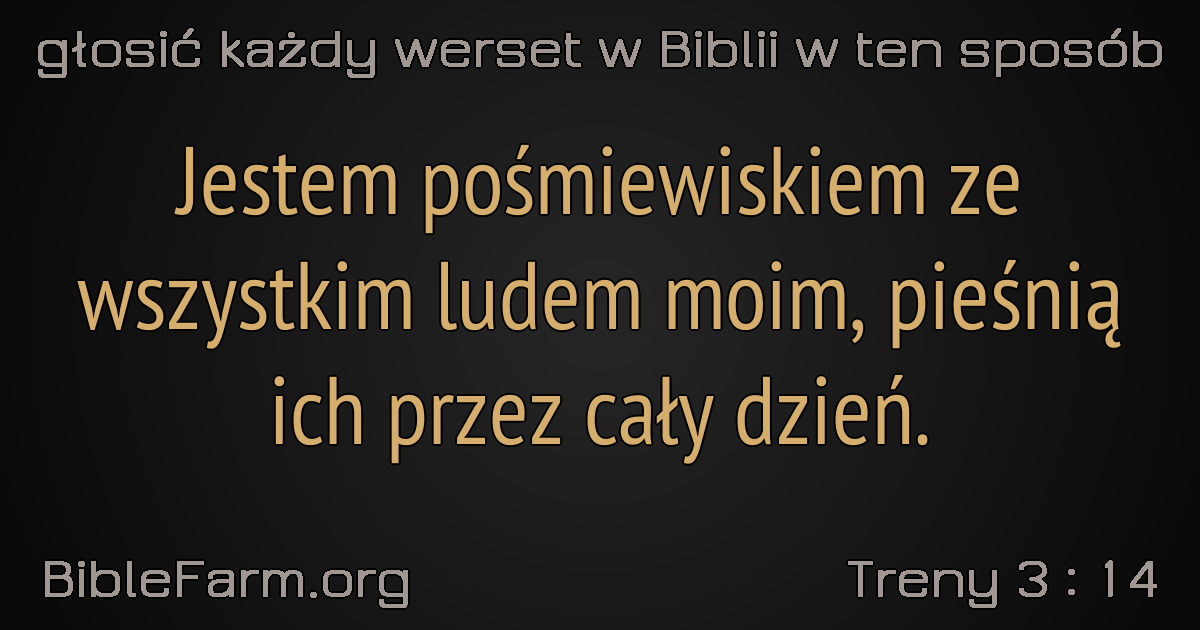 głosić każdy werset w Biblii w ten sposób
Jestem pośmiewiskiem ze
wszystkim ludem moim, pieśnią
ich przez cały dzień.
BibleFarm.org
Treny 3 : 14